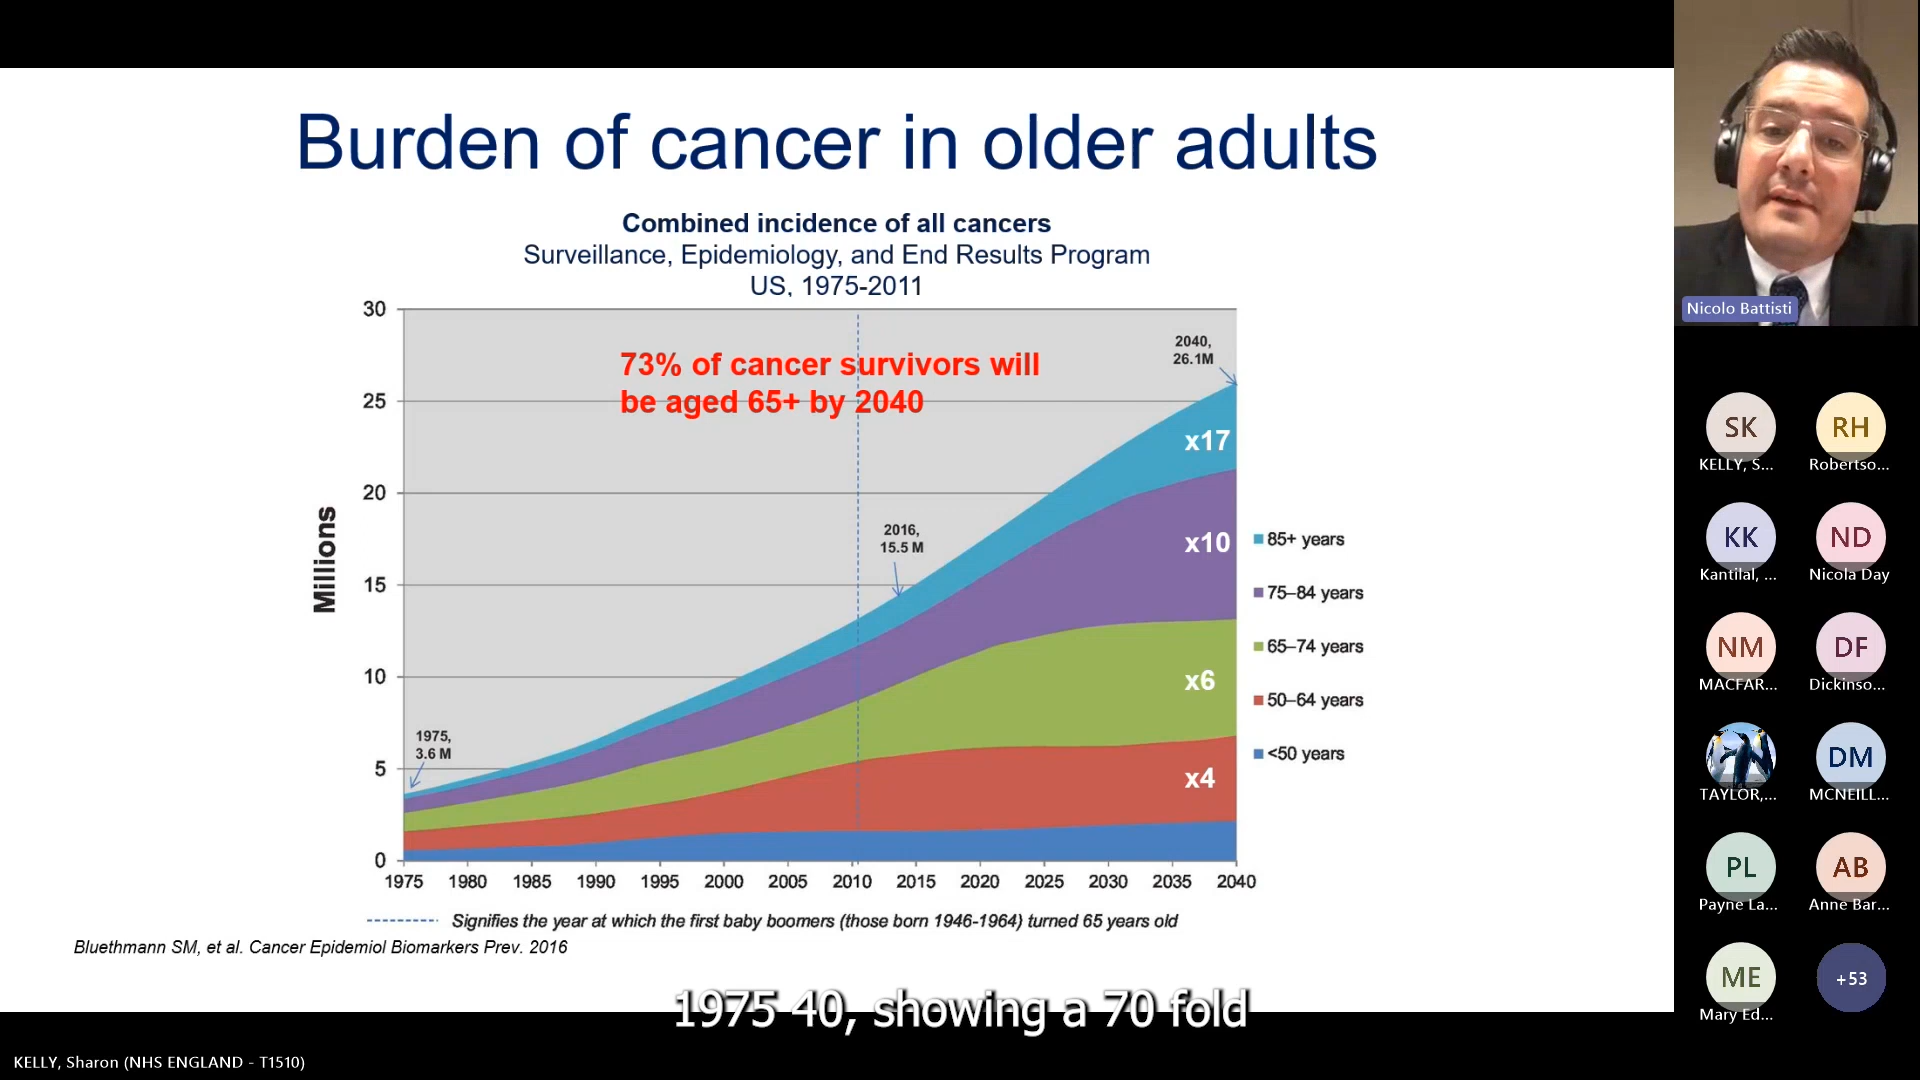 Burden of cancer in older adults
Combined incidence of all cancers
Surveillance, Epidemiology, and End Results Program
US, 1975-2011
30
25
20
15
10
5
0
Millions
73% of cancer survivors will
be aged 65+ by 2040
1975,
3.6 M
2016,
15.5 M
2040,
26.1M
x17
x10
x6
x4
85+ years
75–84 years
65–74 years
50–64 years
<50 years
1975 1980 1985 1990 1995 2000 2005 2010 2015 2020 2025 2030 2035 2040
Signifies the year at which the first baby boomers (those born 1946-1964) turned 65 years old
Bluethmann SM, et al. Cancer Epidemiol Biomarkers Prev. 2016
1975 40, showing a 70 fold
KELLY, Sharon (NHS ENGLAND - T1510)
Nicolo Battisti
SK
KELLY, S...
RH
Robertso...
KK
Kantilal, ...
ND
Nicola Day
NM
MACFAR...
DF
Dickinso...
TAYLOR,...
DM
MCNEILL...
PL
Payne La...
AB
Anne Bar...
ME
Mary Ed...
+53